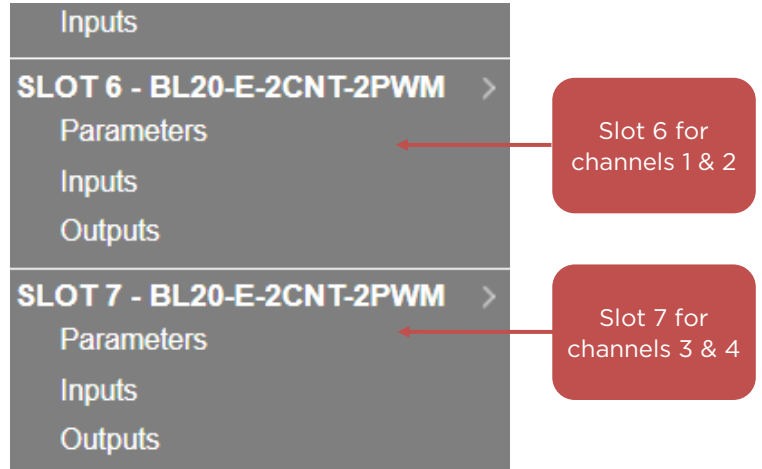 Inputs
SLOT 6 - BL20-E-2CNT-2PWM >
Parameters
Inputs
Outputs
Slot 6 for
channels 1 & 2
SLOT 7 - BL20-E-2CNT-2PWM >
Parameters
Inputs
Outputs
Slot 7 for
channels 3 & 4